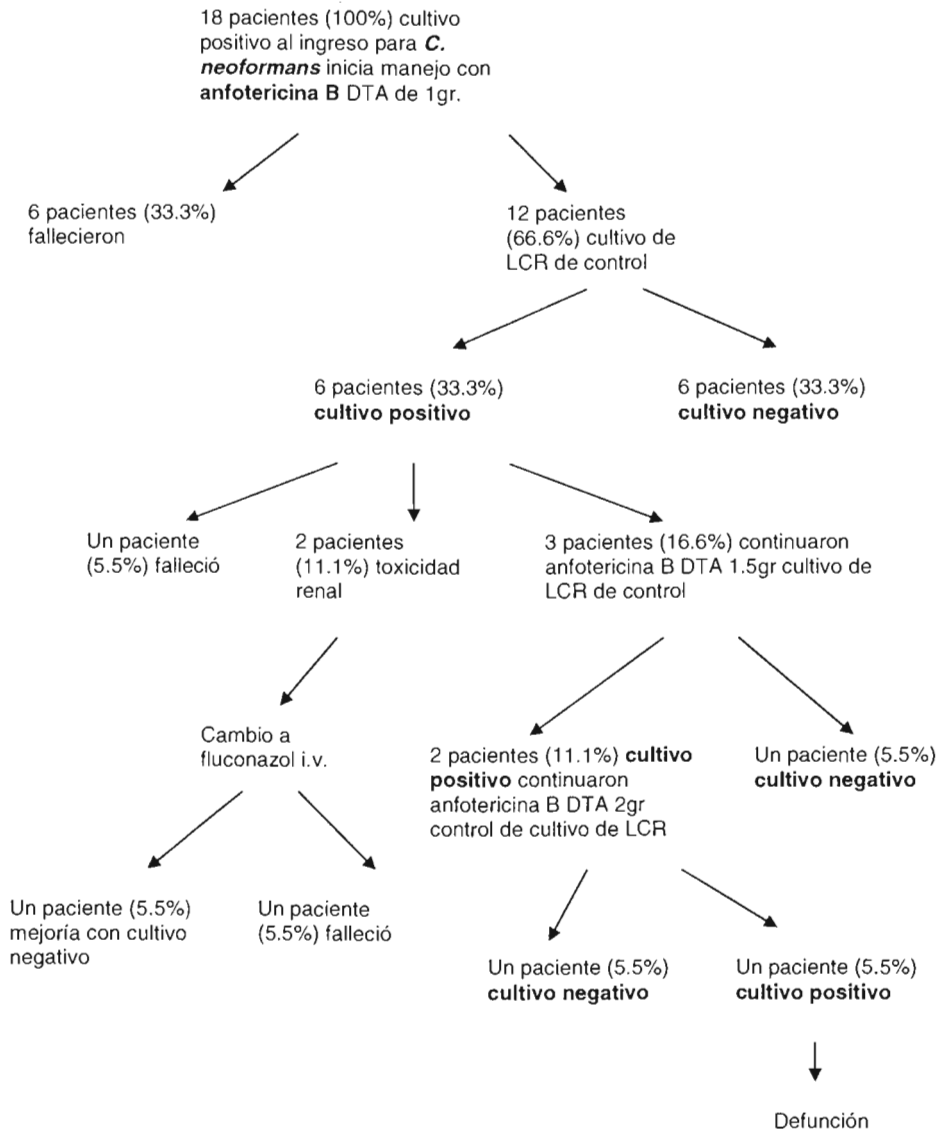 18 pacientes (100%) cultivo
positivo al ingreso para C.
neoformans inicia manejo con
anfotericina B DTA de 1gr.
6 pacientes (33.3%)
fallecieron
12 pacientes
(66.6%) cultivo de
LCR de control
6 pacientes (33.3%)
cultivo positivo
6 pacientes (33.3%)
cultivo negativo
Un paciente
(5.5%) falleció
2 pacientes
(11.1%) toxicidad
renal
3 pacientes (16.6%) continuaron
anfotericina B DTA 1.5gr cultivo de
LCR de control
Cambio a
fluconazol i.v.
2 pacientes (11.1%) cultivo
positivo continuaron
anfotericina B DTA 2gr
control de cultivo de LCR
Un paciente (5.5%)
cultivo negativo
Un paciente (5.5%)
mejoría con cultivo
negativo
Un paciente
(5.5%) falleció
Un paciente (5.5%)
cultivo negativo
Un paciente (5.5%)
cultivo positivo
Defunción